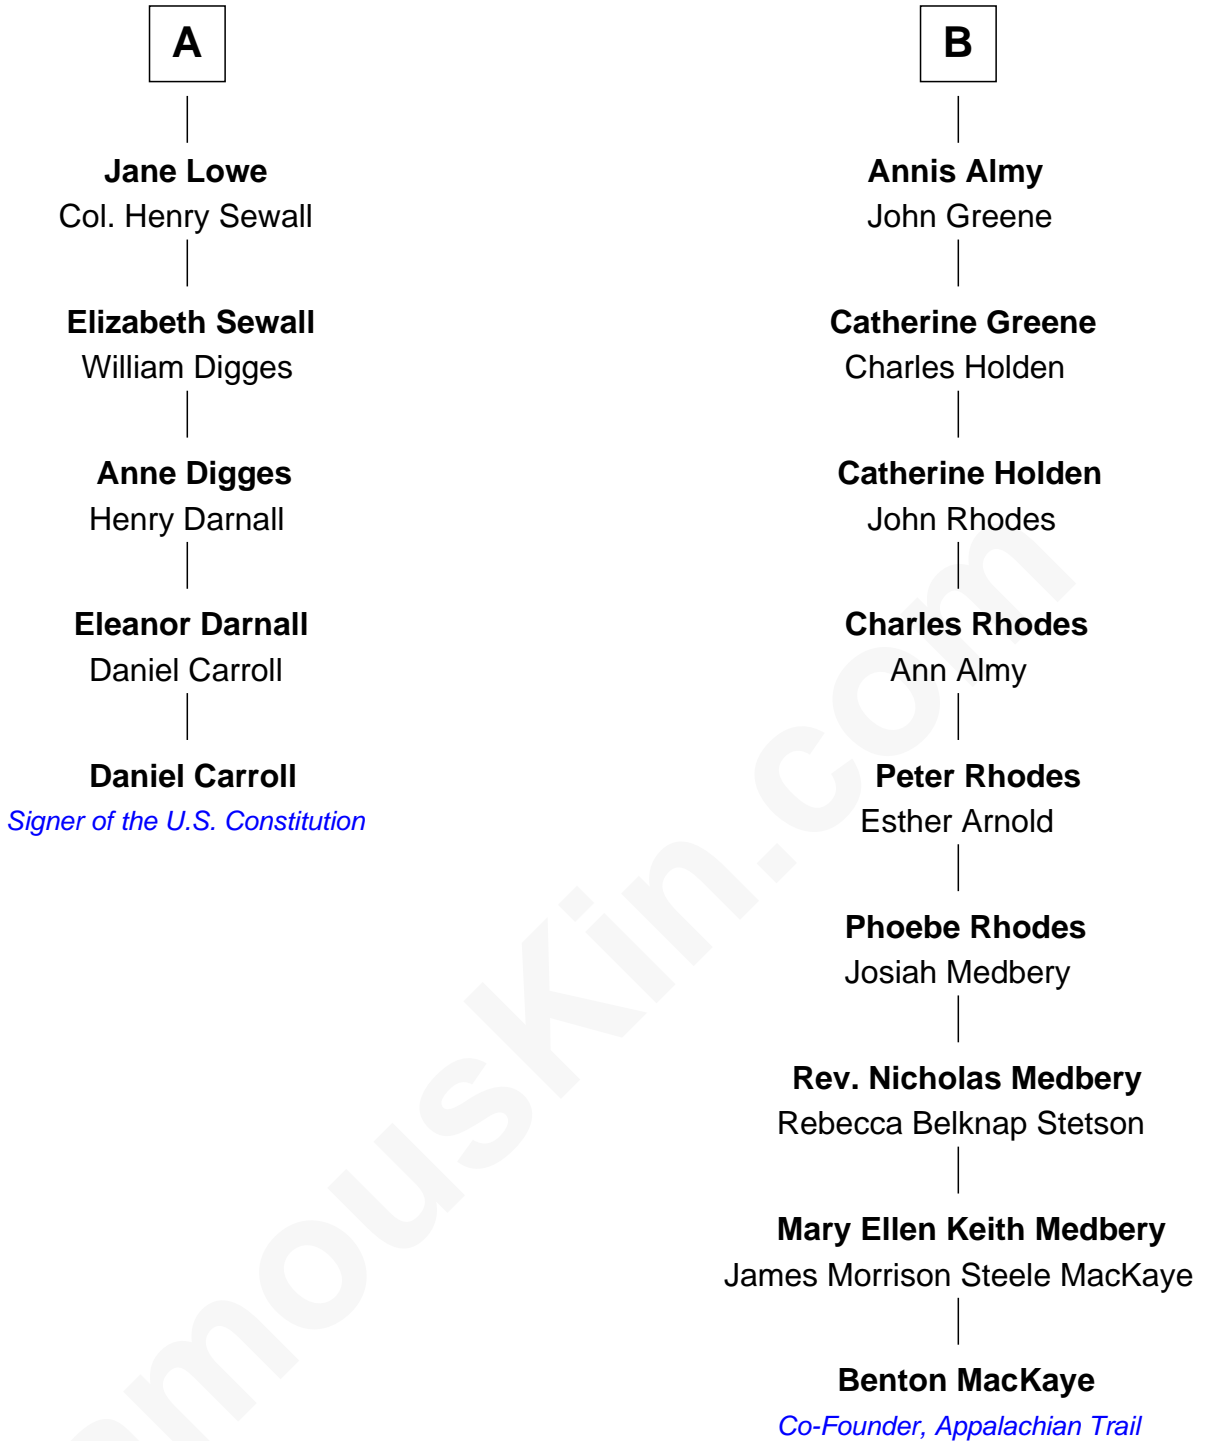 A
Jane Lowe
Col. Henry Sewall
Elizabeth Sewall
William Digges
Anne Digges
Henry Darnall
Eleanor Darnall
Daniel Carroll
Daniel Carroll
Signer of the U.S. Constitution
B
Annis Almy
John Greene
Catherine Greene
Charles Holden
Catherine Holden
John Rhodes
Charles Rhodes
Ann Almy
Peter Rhodes
Esther Arnold
Phoebe Rhodes
Josiah Medbery
Rev. Nicholas Medbery
Rebecca Belknap Stetson
Mary Ellen Keith Medbery
James Morrison Steele MacKaye
Benton MacKaye
Co-Founder, Appalachian Trail
mouskin.com